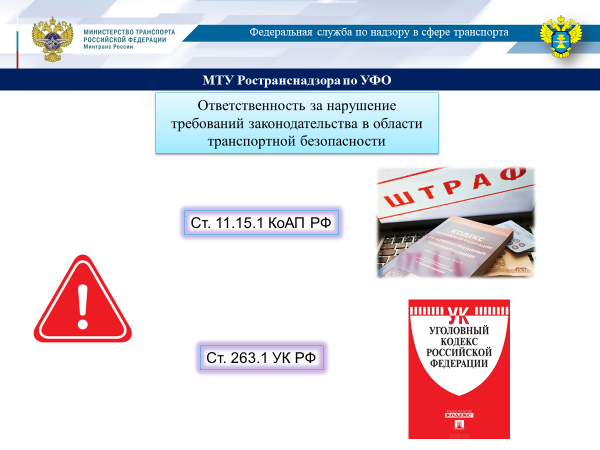 МИНИСТЕРСТВО ТРАНСПОРТА
РОССИЙСКОЙ ФЕДЕРАЦИИ
Минтранс России
Федеральная служба по надзору в сфере транспорта
МТУ Ространснадзора по УФО
Ответственность за нарушение
требований законодательства в области
транспортной безопасности
ШТРАФ
КОДЕКС
Ст. 11.15.1 КоАП РФ
Ст. 263.1 УК РФ
УК
УГОЛОВНЫЙ
КОДЕКС
РОССИЙСКОЙ
ФЕДЕРАЦИИ
КОДЕКС